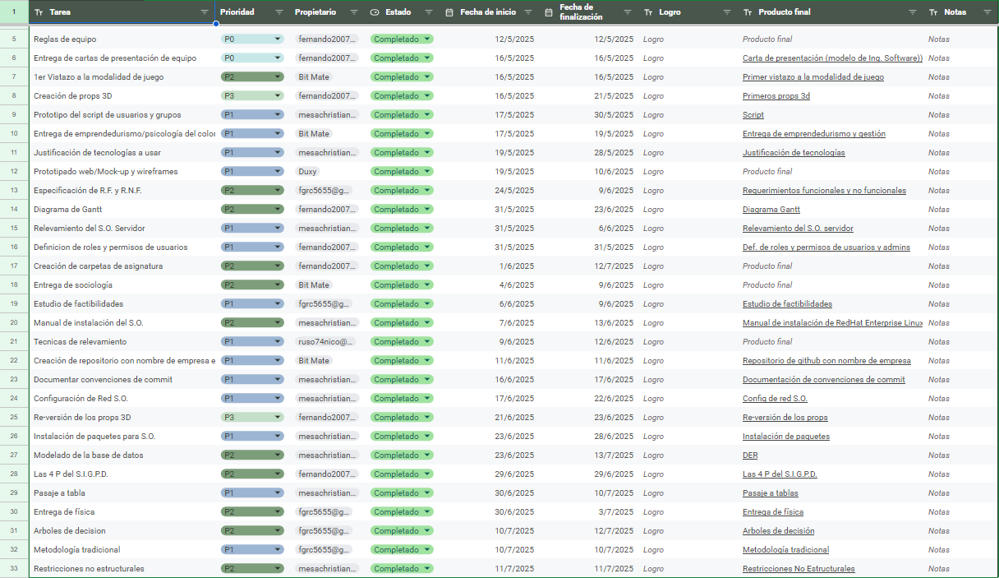 1 Tт Tarea Prioridad Propietario Estado Fecha de inicio Fecha de finalización Tт Logro Tт Producto final Tт Notas
5 Reglas de equipo P0 fernando2007... Completado 12/5/2025 12/5/2025 Logro Producto final Notas
6 Entrega de cartas de presentación de equipo P0 fernando2007... Completado 16/5/2025 16/5/2025 Logro Carta de presentación (modelo de Ing. Software)) Notas
7 1er Vistazo a la modalidad de juego P2 Bit Mate Completado 16/5/2025 16/5/2025 Logro Primer vistazo a la modalidad de juego Notas
8 Creación de props 3D P3 fernando2007... Completado 16/5/2025 21/5/2025 Logro Primeros props 3d Notas
9 Prototipo del script de usuarios y grupos P1 mesachristian... Completado 17/5/2025 30/5/2025 Logro Script Notas
10 Entrega de emprendedurismo/psicología del color P1 Bit Mate Completado 17/5/2025 19/5/2025 Logro Entrega de emprendedurismo y gestión Notas
11 Justificación de tecnologías a usar P1 mesachristian... Completado 19/5/2025 28/5/2025 Logro Justificación de tecnologías Notas
12 Prototipado web/Mock-up y wireframes P1 Duxy Completado 19/5/2025 10/6/2025 Logro Producto final Notas
13 Especificación de R.F. y R.N.F. P2 fgrc5655@g... Completado 24/5/2025 9/6/2025 Logro Requerimientos funcionales y no funcionales Notas
14 Diagrama de Gantt P2 fernando2007... Completado 31/5/2025 23/6/2025 Logro Diagrama Gantt Notas
15 Relevamiento del S.O. Servidor P1 mesachristian... Completado 31/5/2025 6/6/2025 Logro Relevamiento del S.O. servidor Notas
16 Definicion de roles y permisos de usuarios P1 fernando2007... Completado 31/5/2025 31/5/2025 Logro Def. de roles y permisos de usuarios y admins Notas
17 Creación de carpetas de asignatura P2 fernando2007... Completado 1/6/2025 12/7/2025 Logro Producto final Notas
18 Entrega de sociología P2 Bit Mate Completado 4/6/2025 9/6/2025 Logro Producto final Notas
19 Estudio de factibilidades P1 fgrc5655@g... Completado 6/6/2025 9/6/2025 Logro Estudio de factibilidades Notas
20 Manual de instalación del S.O. P2 mesachristian... Completado 7/6/2025 13/6/2025 Logro Manual de instalación de RedHat Enterprise Linux Notas
21 Tecnicas de relevamiento P1 ruso74nico@... Completado 9/6/2025 12/6/2025 Logro Producto final Notas
22 Creación de repositorio con nombre de empresa e P1 Bit Mate Completado 11/6/2025 11/6/2025 Logro Repositorio de github con nombre de empresa Notas
23 Documentar convenciones de commit P1 mesachristian... Completado 16/6/2025 17/6/2025 Logro Documentación de convenciones de commit Notas
24 Configuración de Red S.O. P1 mesachristian... Completado 17/6/2025 22/6/2025 Logro Config de red S.O. Notas
25 Re-versión de los props 3D P3 fernando2007... Completado 21/6/2025 23/6/2025 Logro Re-versión de los props Notas
26 Instalación de paquetes para S.O. P1 mesachristian... Completado 23/6/2025 28/6/2025 Logro Instalación de paquetes Notas
27 Modelado de la base de datos P2 mesachristian... Completado 23/6/2025 13/7/2025 Logro DER Notas
28 Las 4 P del S.I.G.P.D. P2 fernando2007... Completado 29/6/2025 29/6/2025 Logro Las 4 P del S.I.G.P.D. Notas
29 Pasaje a tabla P1 mesachristian... Completado 30/6/2025 10/7/2025 Logro Pasaje a tablas Notas
30 Entrega de física P2 fgrc5655@g... Completado 30/6/2025 3/7/2025 Logro Entrega de física Notas
31 Arboles de decision P2 fgrc5655@g... Completado 10/7/2025 12/7/2025 Logro Arboles de decisión Notas
32 Metodología tradicional P1 fgrc5655@g... Completado 10/7/2025 10/7/2025 Logro Metodología tradicional Notas
33 Restricciones no estructurales P2 mesachristian... Completado 11/7/2025 11/7/2025 Logro Restricciones No Estructurales Notas